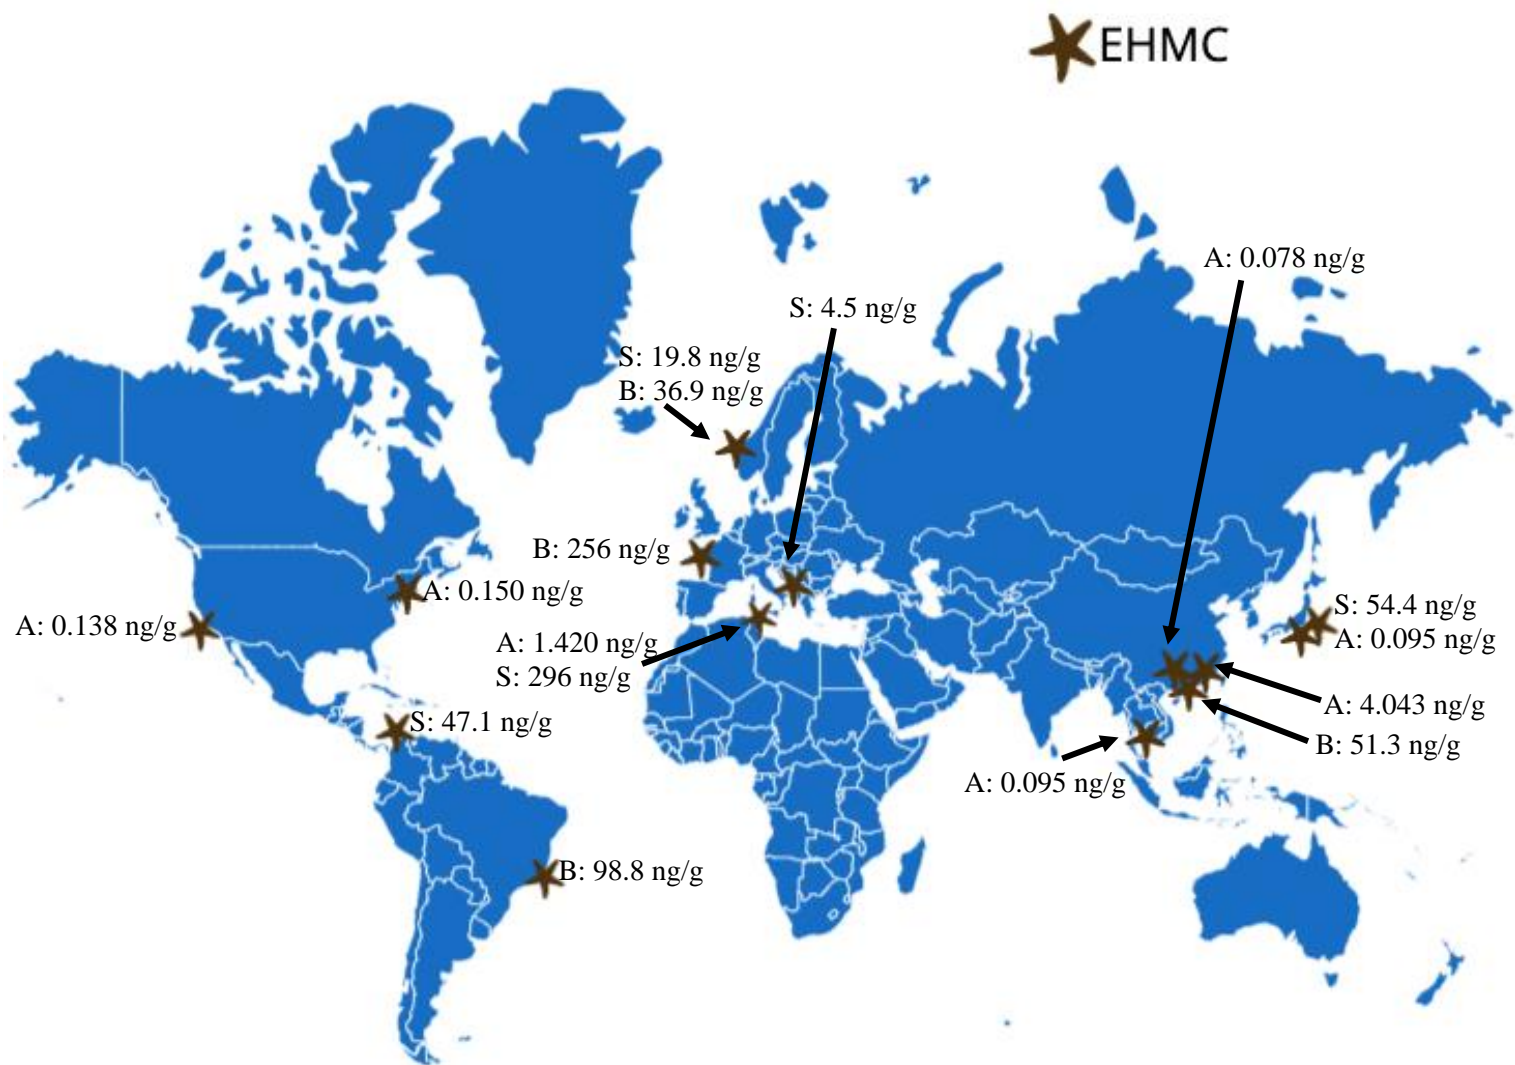 EHMC
A: 0.078 ng/g
S: 4.5 ng/g
S: 19.8 ng/g
B: 36.9 ng/g
B: 256 ng/g
A: 0.150 ng/g
A: 0.138 ng/g
A: 1.420 ng/g
S: 296 ng/g
S: 54.4 ng/g
A: 0.095 ng/g
A: 4.043 ng/g
B: 51.3 ng/g
S: 47.1 ng/g
A: 0.095 ng/g
B: 98.8 ng/g